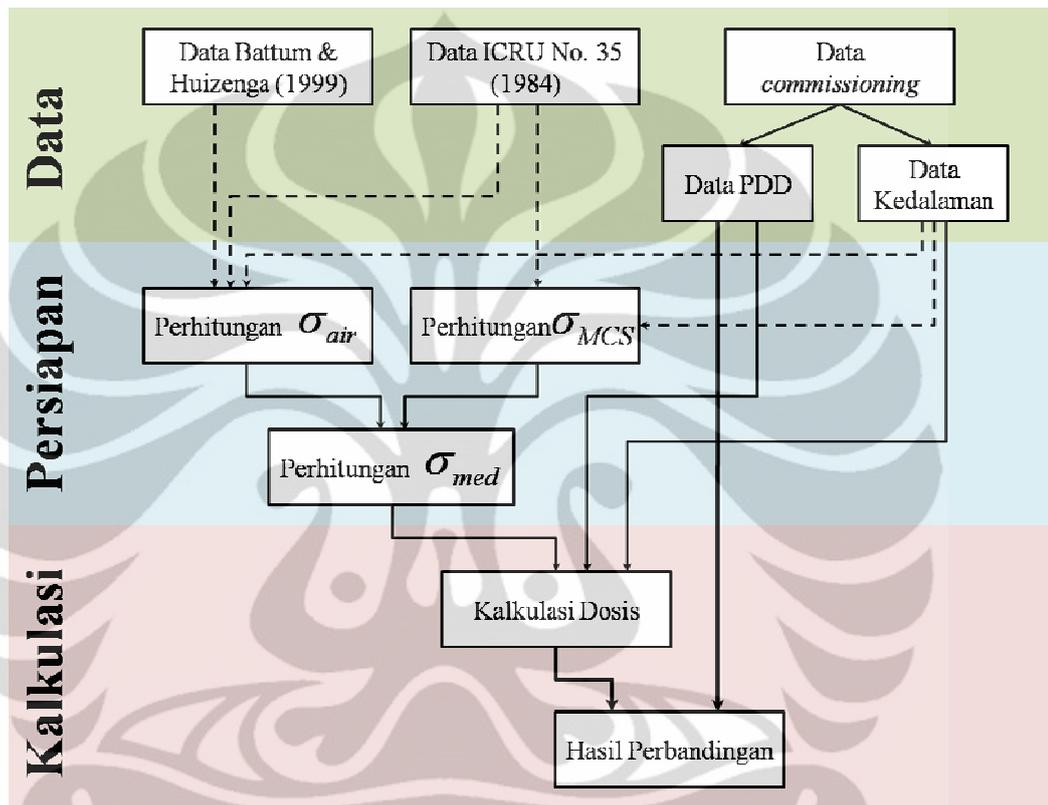 Data
Data Battum &
Huizenga (1999)
Data ICRU No. 35
(1984)
Data
commissioning
Data PDD
Data
Kedalaman
Persiapan
Perhitungan σair
Perhitungan σMCS
Perhitungan σmed
Kalkulasi
Kalkulasi Dosis
Hasil Perbandingan